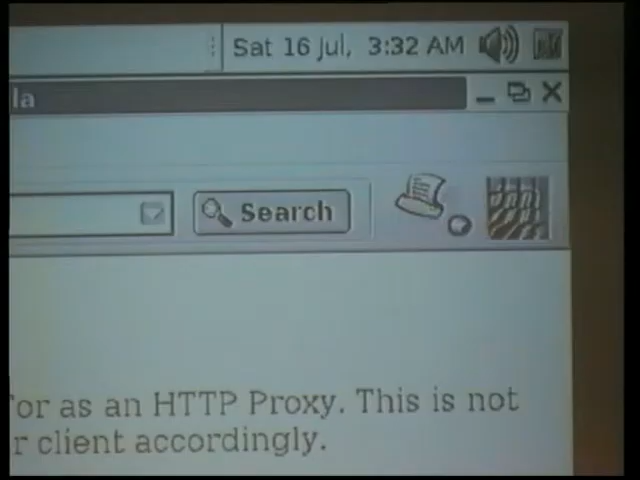 Sat 16 Jul, 3:32 AM
la
Search
or as an HTTP Proxy. This is not
r client accordingly.